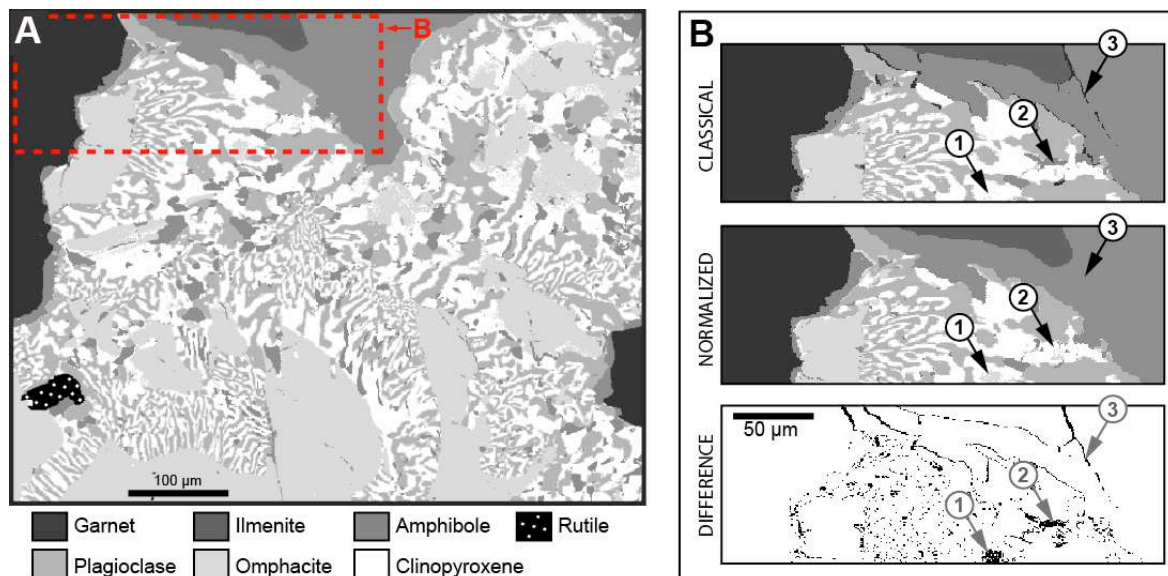 A
B
100 µm
Garnet
Ilmenite
Amphibole
Rutile
Plagioclase
Omphacite
Clinopyroxene
B
CLASSICAL
1
2
3
NORMALIZED
1
2
3
DIFFERENCE
50 µm
1
2
3